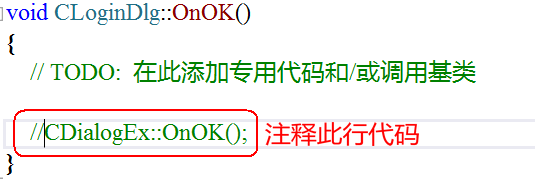 void CLoginDlg::OnOK()
{
// TODO:  在此添加专用代码和/或调用基类
//CDialogEx::OnOK(); 注释此行代码
}